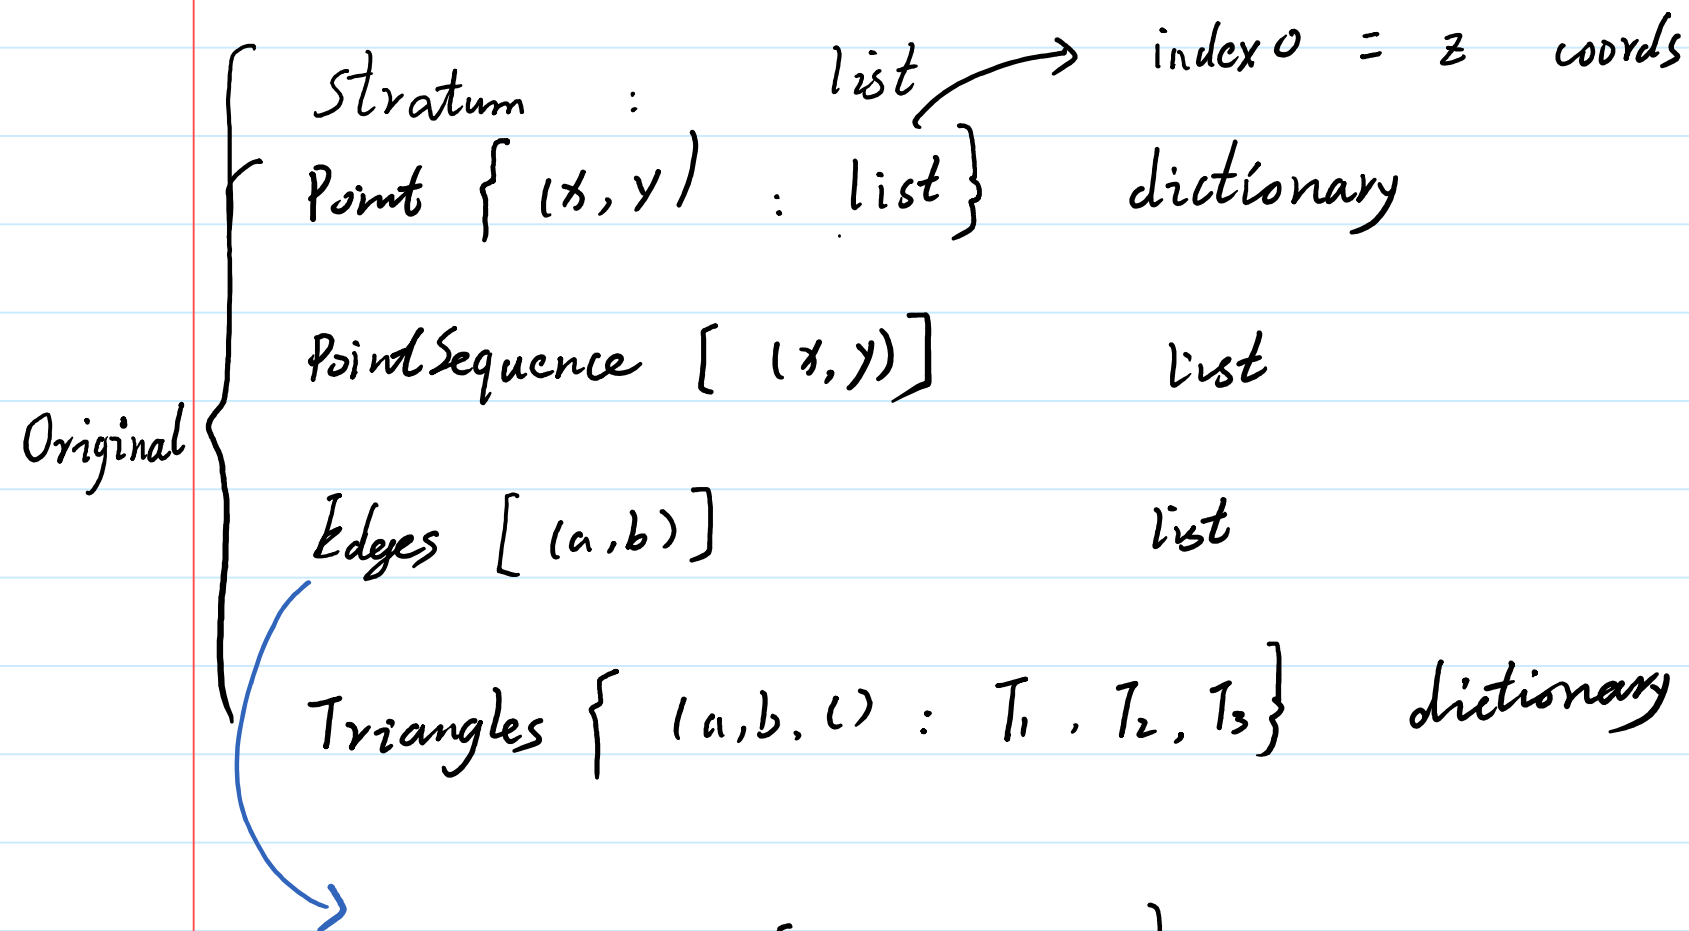 Stratum : list index 0 = z coords
Point { (x, y) : list } dictionary
PointSequence [ (x, y) ] list
Original
Edges [ (a, b) ] list
Triangles { (a, b, c) : T1, T2, T3 } dictionary